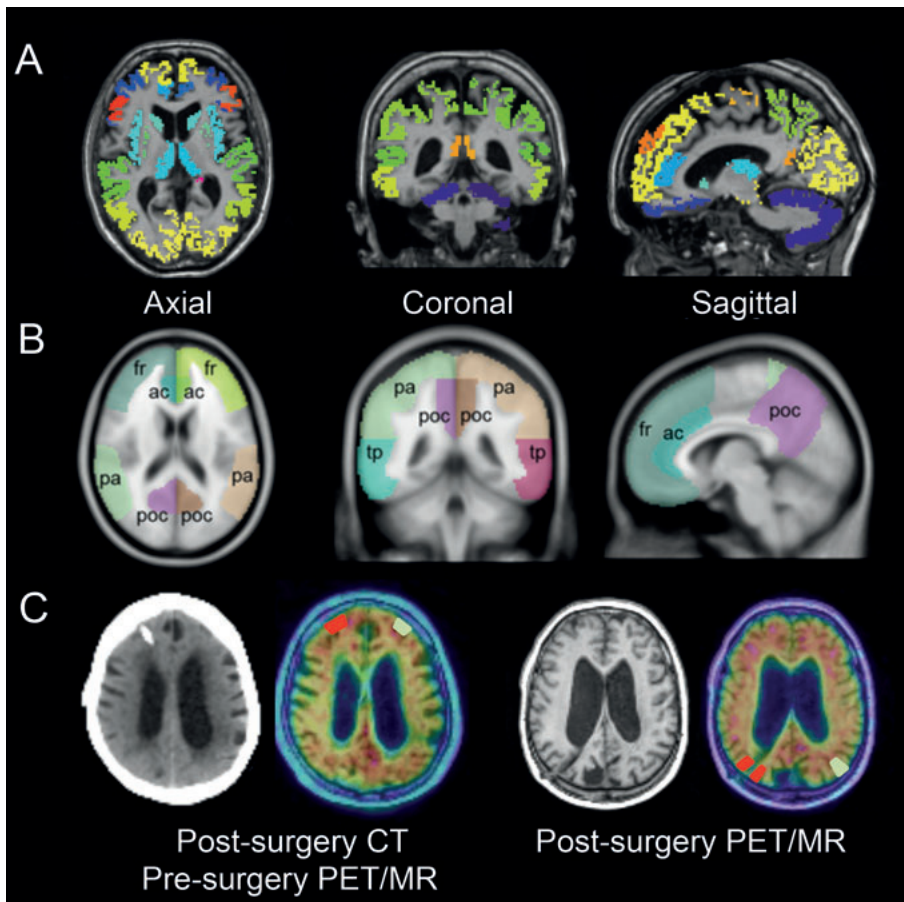 A
Axial
Coronal
Sagittal
B
fr
fr
ac
ac
pa
pa
poc
poc
pa
pa
poc
poc
tp
tp
fr
ac
poc
C
Post-surgery CT
Pre-surgery PET/MR
Post-surgery PET/MR